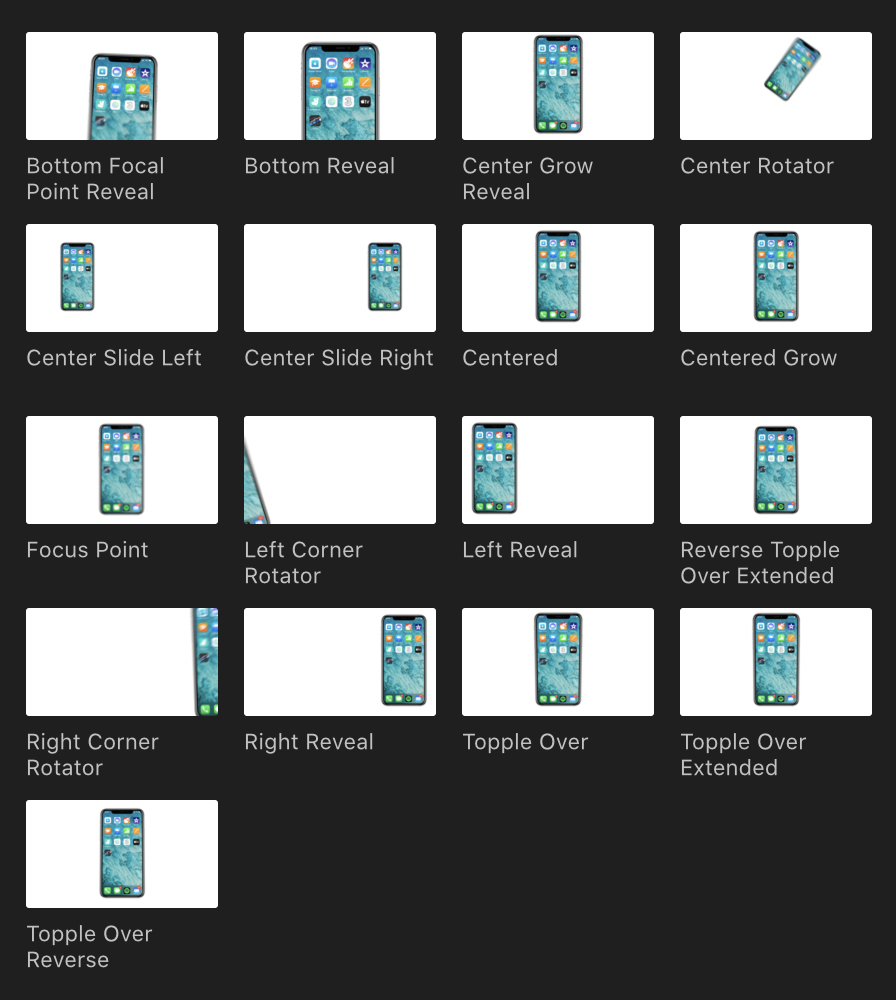 Bottom Focal
Point Reveal
Bottom Reveal
Center Grow
Reveal
Center Rotator
Center Slide Left
Center Slide Right
Centered
Centered Grow
Focus Point
Left Corner
Rotator
Left Reveal
Reverse Topple
Over Extended
Right Corner
Rotator
Right Reveal
Topple Over
Topple Over
Extended
Topple Over
Reverse